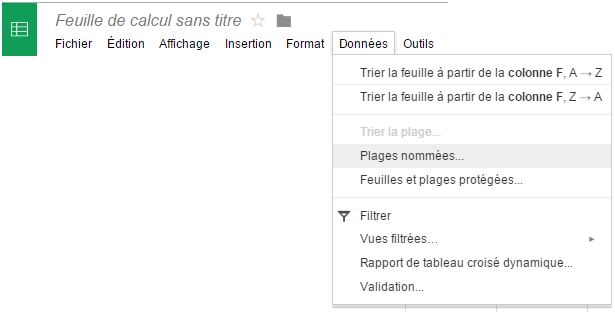 Feuille de calcul sans titre
Fichier Édition Affichage Insertion Format Données Outils
Trier la feuille à partir de la colonne F, A → Z
Trier la feuille à partir de la colonne F, Z → A
Trier la plage...
Plages nommées...
Feuilles et plages protégées...
Filtrer
Vues filtrées...
Rapport de tableau croisé dynamique...
Validation...